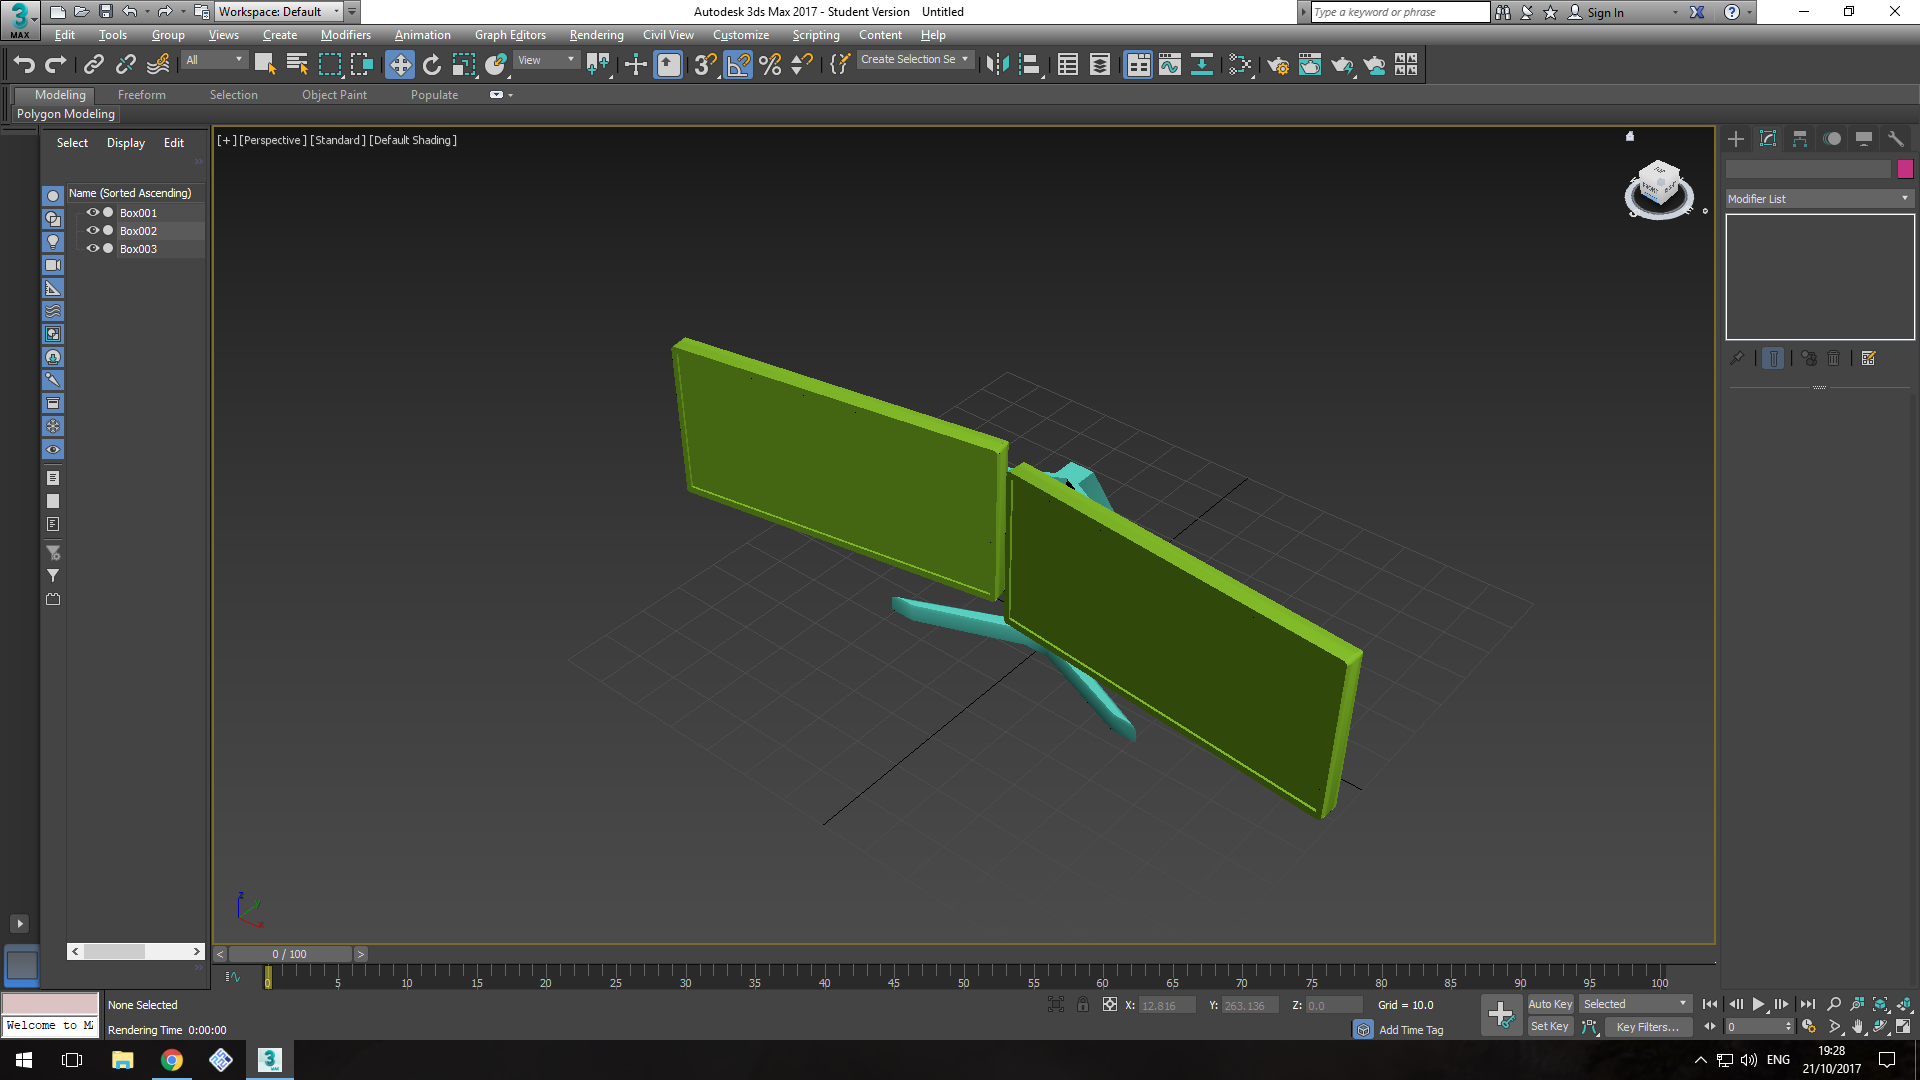 Workspace: Default
Autodesk 3ds Max 2017 - Student Version    Untitled
Type a keyword or phrase
Sign In
3
MAX
Edit Tools Group Views Create Modifiers Animation Graph Editors Rendering Civil View Customize Scripting Content Help
All
View
Create Selection Se
Modeling Freeform Selection Object Paint Populate
Polygon Modeling
Select Display Edit
[+] [Perspective] [Standard] [Default Shading]
Name (Sorted Ascending)
Box001
Box002
Box003
TOP
FRONT
Modifier List
z
y
x
0 / 100
0 5 10 15 20 25 30 35 40 45 50 55 60 65 70 75 80 85 90 95 100
None Selected
X: 12.816 Y: 263.136 Z: 0.0 Grid = 10.0
Auto Key Selected
Welcome to M
Rendering Time 0:00:00
Add Time Tag
Set Key Key Filters...
0
ENG
19:28
21/10/2017